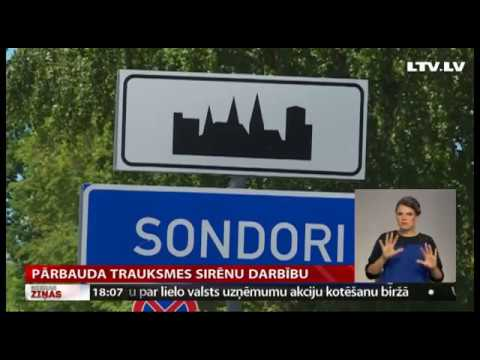 LTV.LV
SONDORI
PĀRBAUDA TRAUKSMES SIRĒNU DARBĪBU
ZIŅAS
18:07 u par lielo valsts uzņēmumu akciju kotēšanu biržā